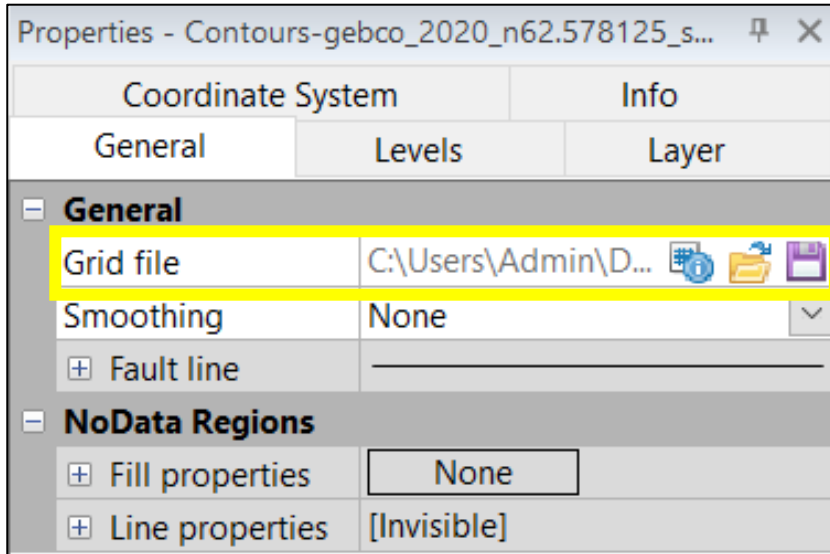 Properties - Contours-gebco_2020_n62.578125_s...
Coordinate System Info
General Levels Layer
General
Grid file C:\Users\Admin\D...
Smoothing None
Fault line
NoData Regions
Fill properties None
Line properties [Invisible]